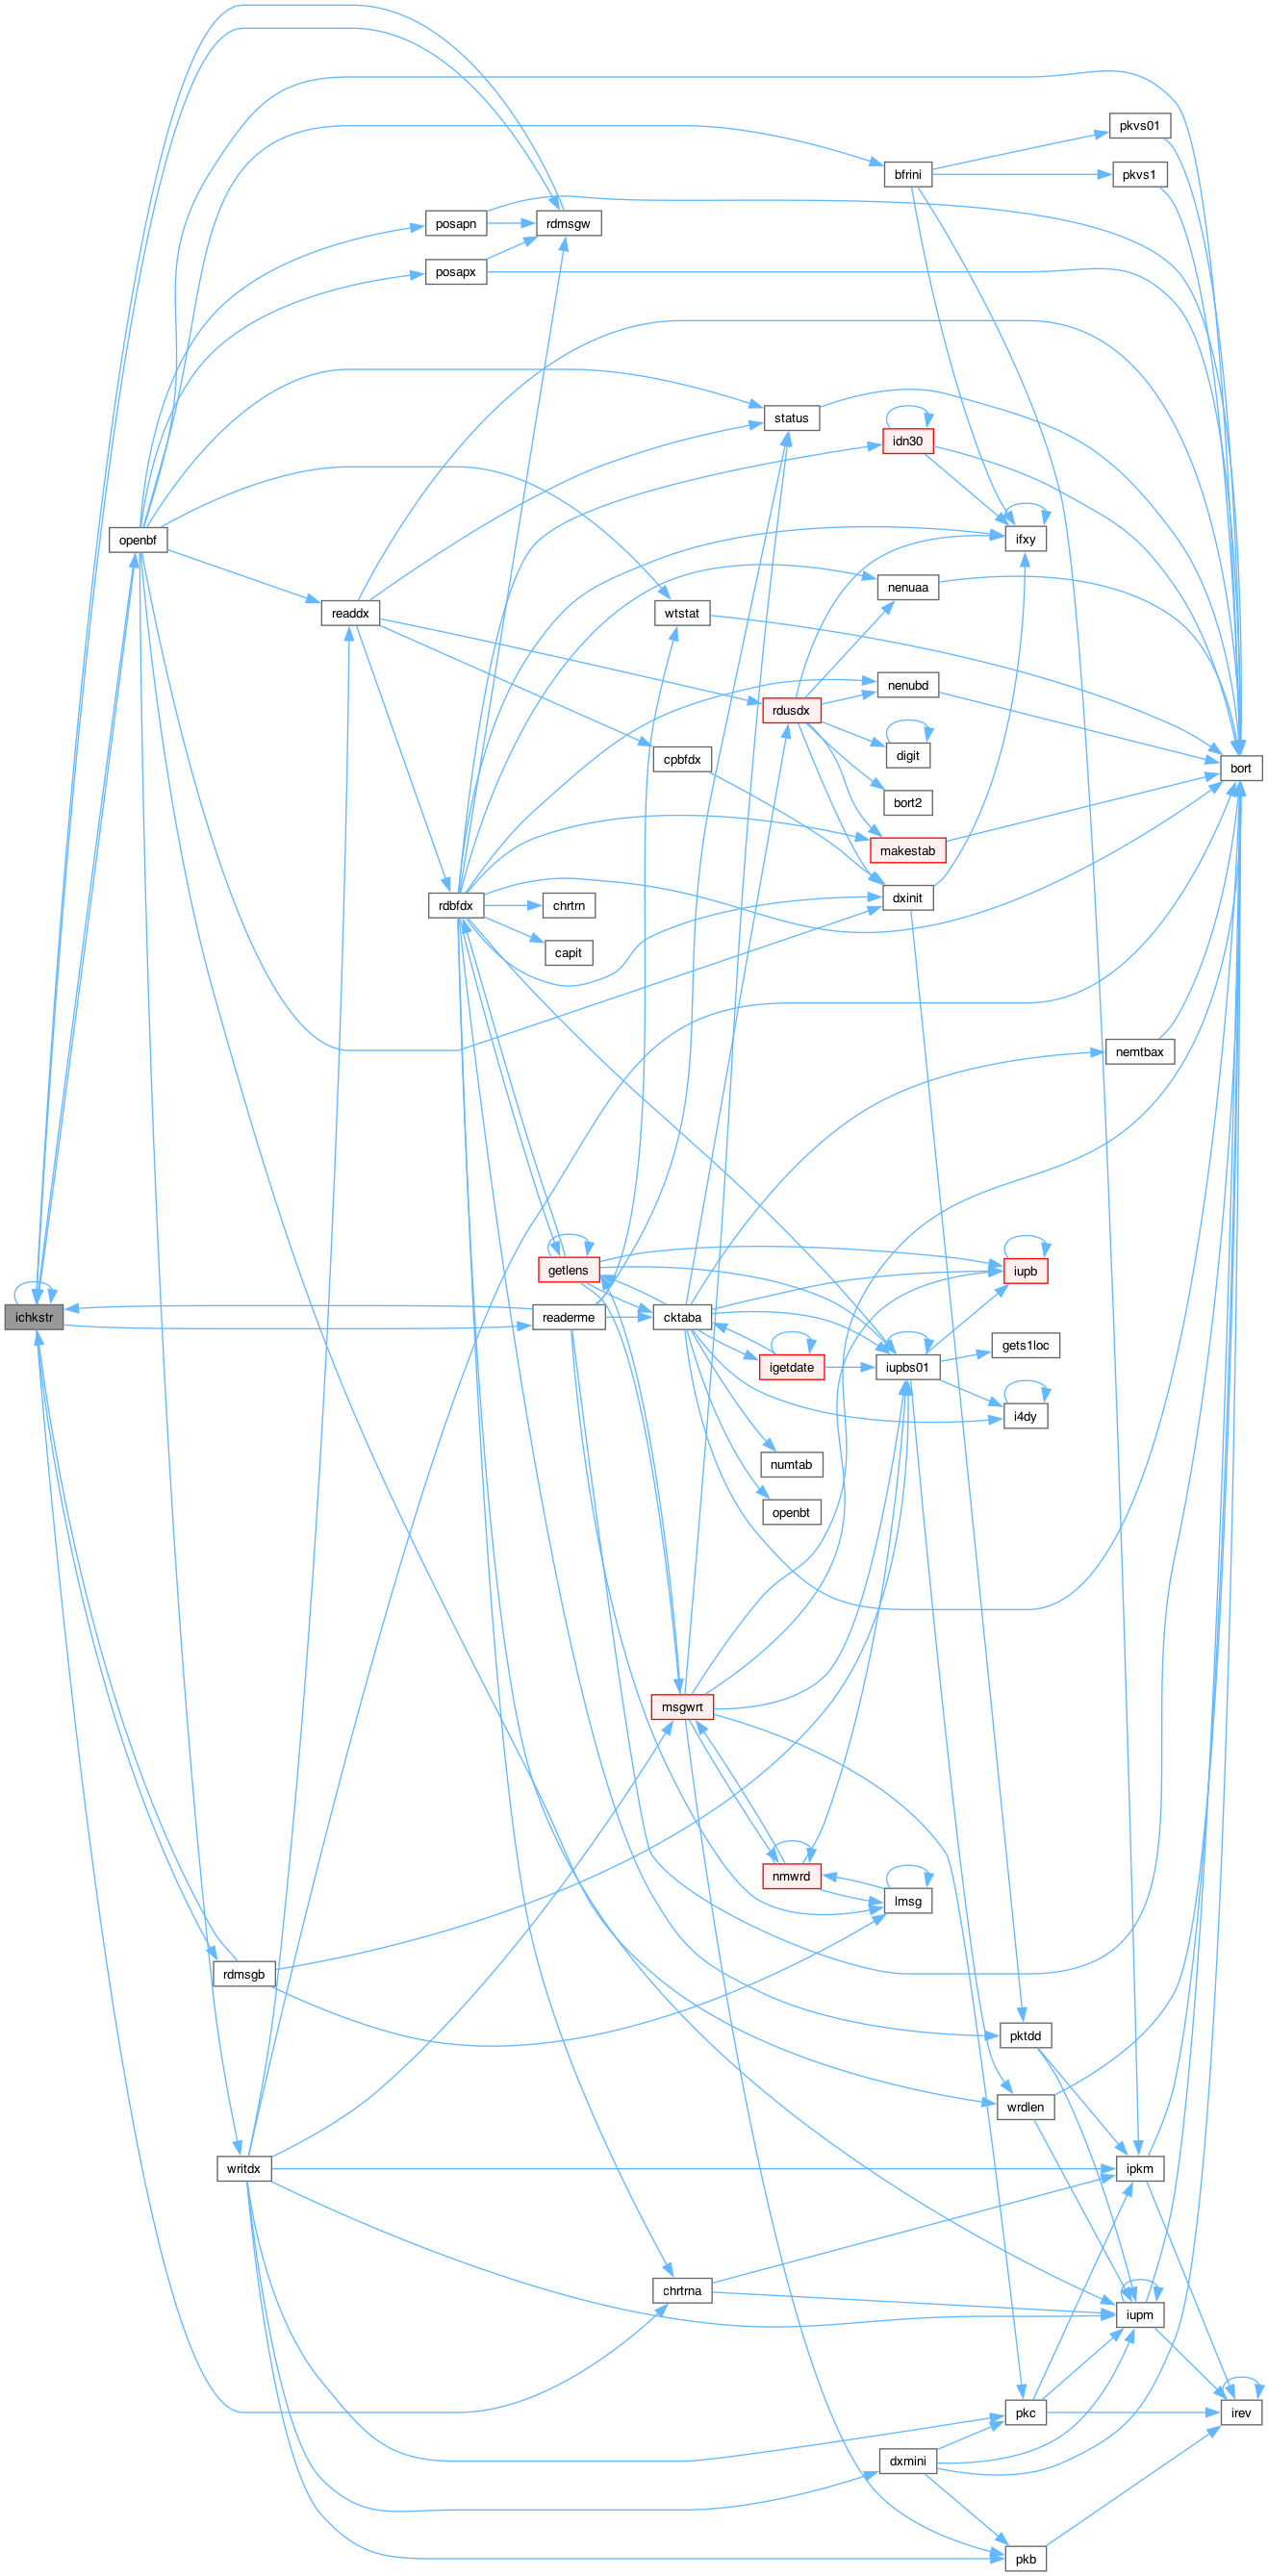 pkvs01
bfrini
pkvs1
posapn
rdmsgw
posapx
status
idn30
openbf
ifxy
nenuaa
readdx
wtstat
nenubd
rdusdx
digit
cpbfdx
bort
bort2
makestab
rdbfdx
chrtrn
dxinit
capit
nemtbax
getlens
iupb
ichkstr
readerme
cktaba
gets1loc
igetdate
iupbs01
i4dy
numtab
openbt
msgwrt
nmwrd
lmsg
rdmsgb
pktdd
wrdlen
writdx
ipkm
chrtrna
iupm
pkc
irev
dxmini
pkb